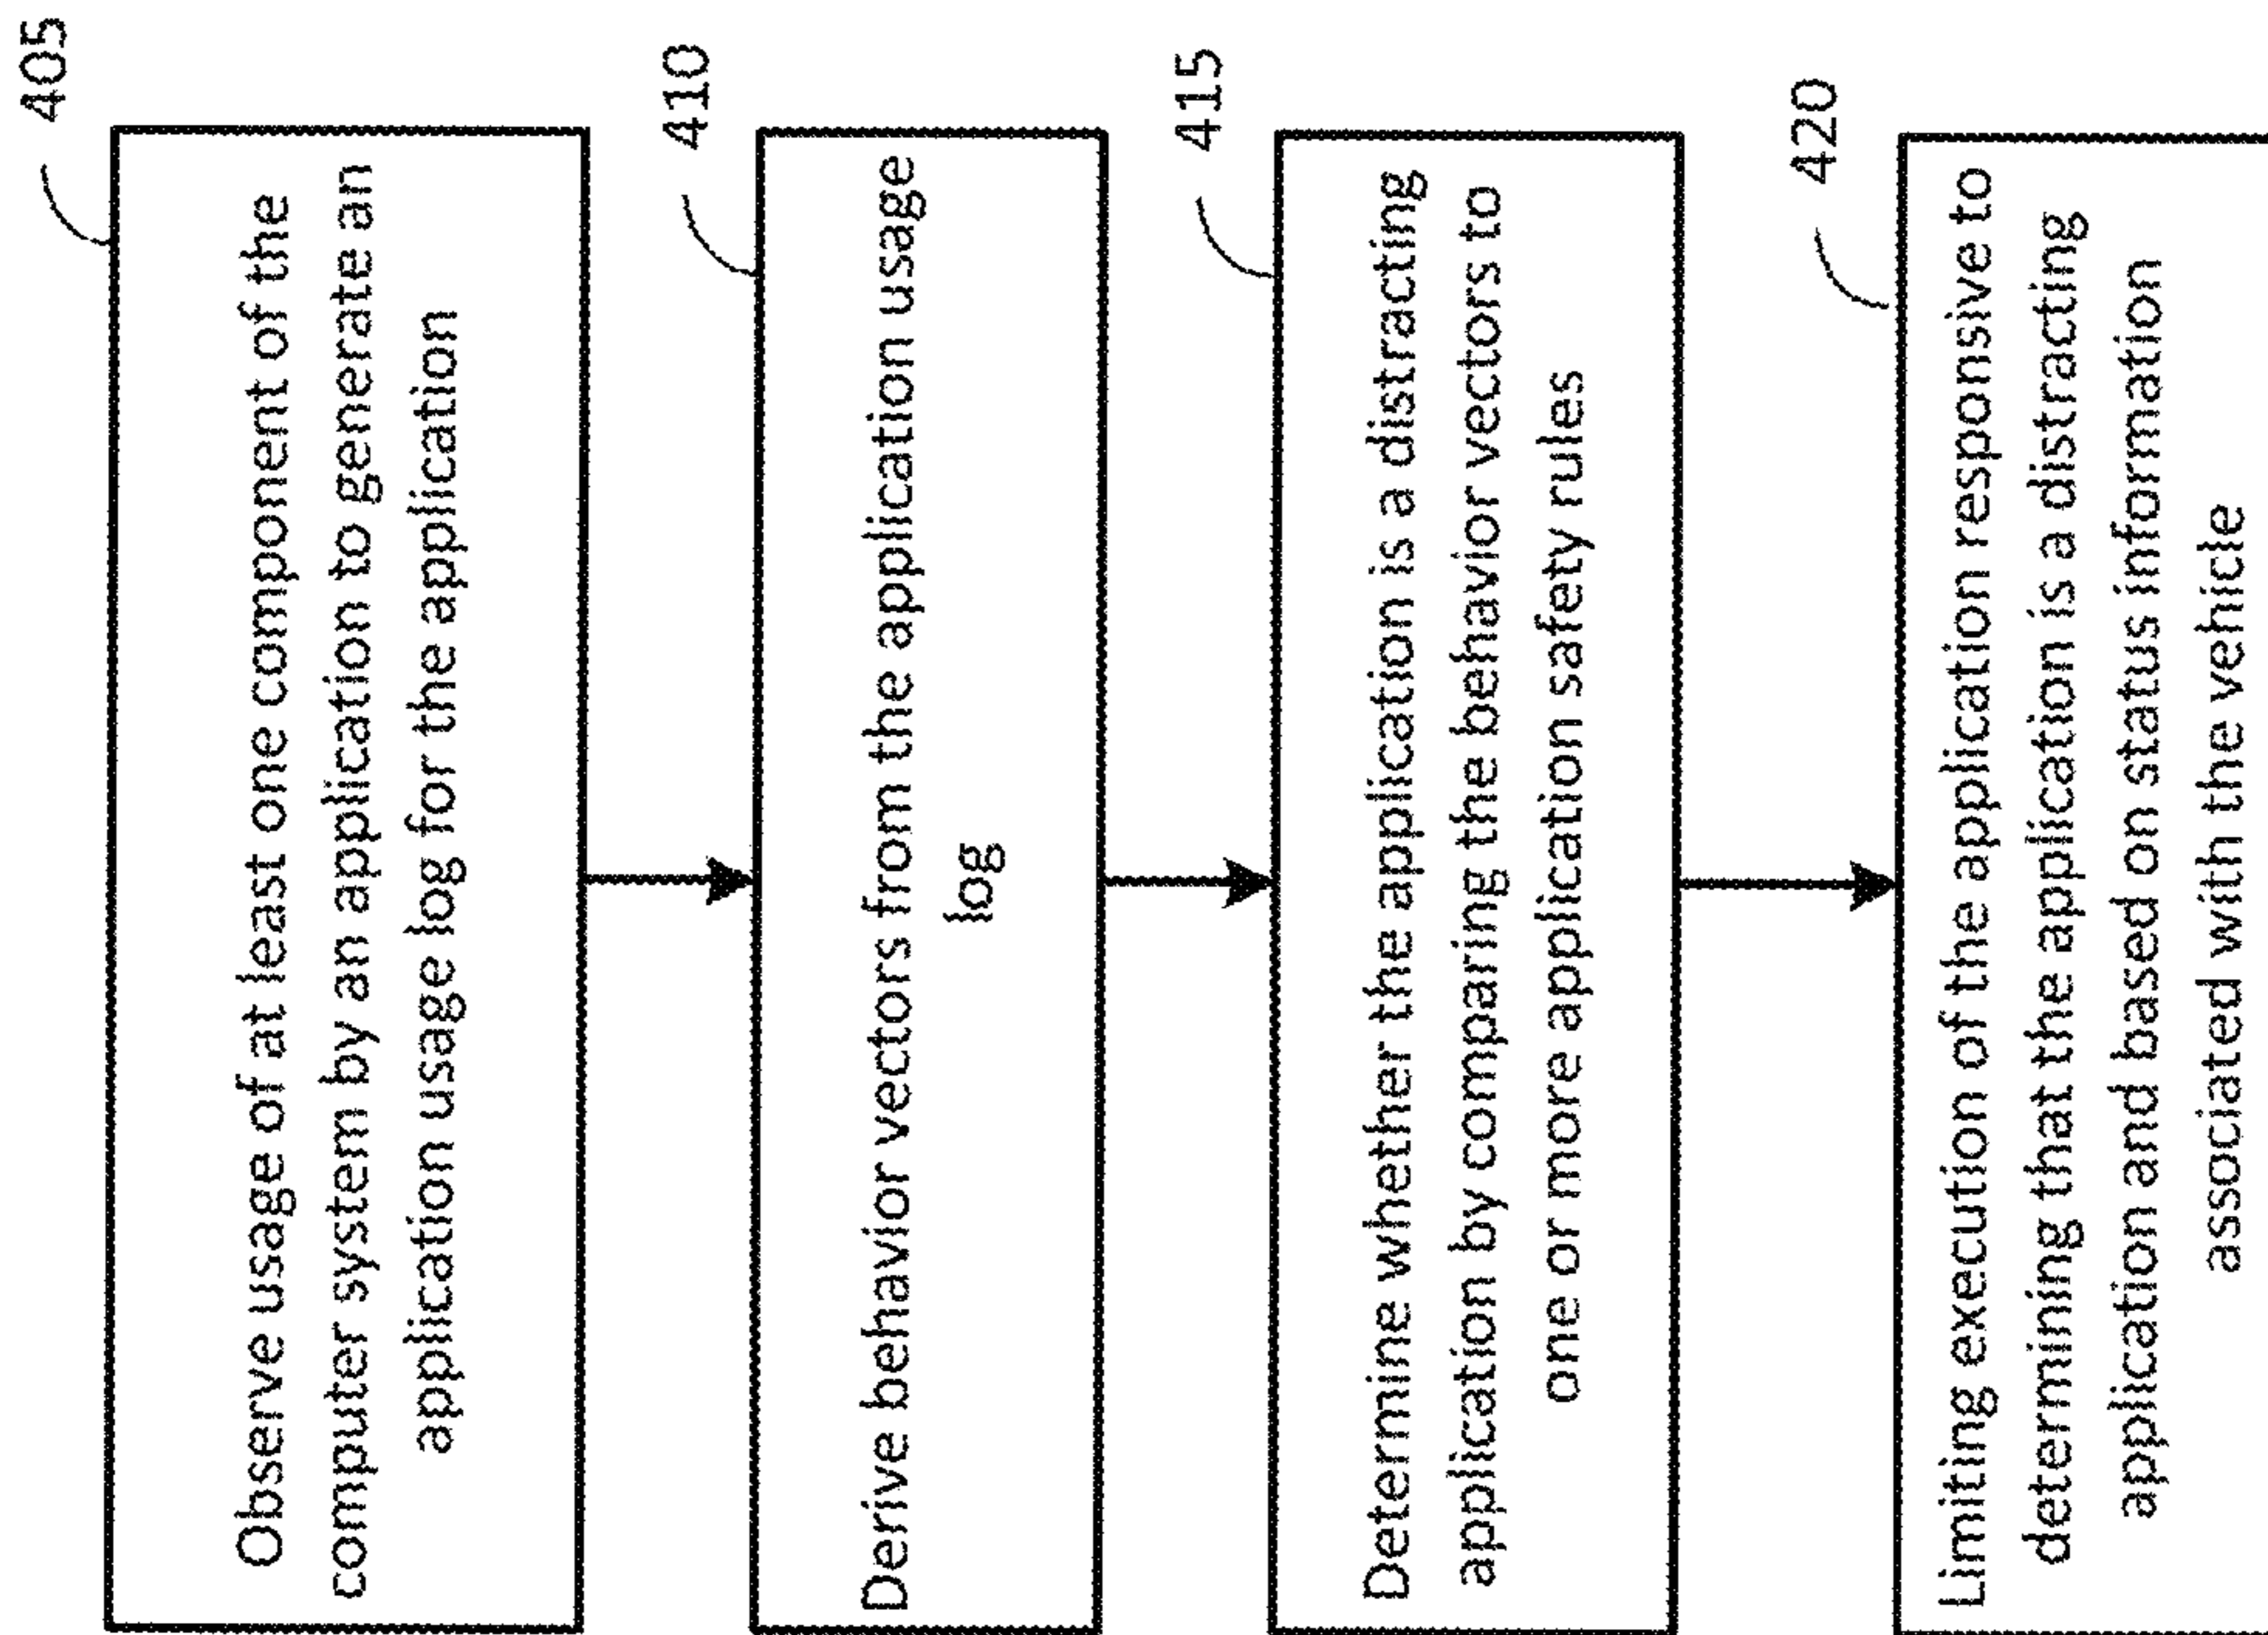 405
Observe usage of at least one component of the
computer system by an application to generate an
application usage log for the application
410
Derive behavior vectors from the application usage
log
415
Determine whether the application is a distracting
application by comparing the behavior vectors to
one or more application safety rules
420
Limiting execution of the application responsive to
determining that the application is a distracting
application and based on status information
associated with the vehicle